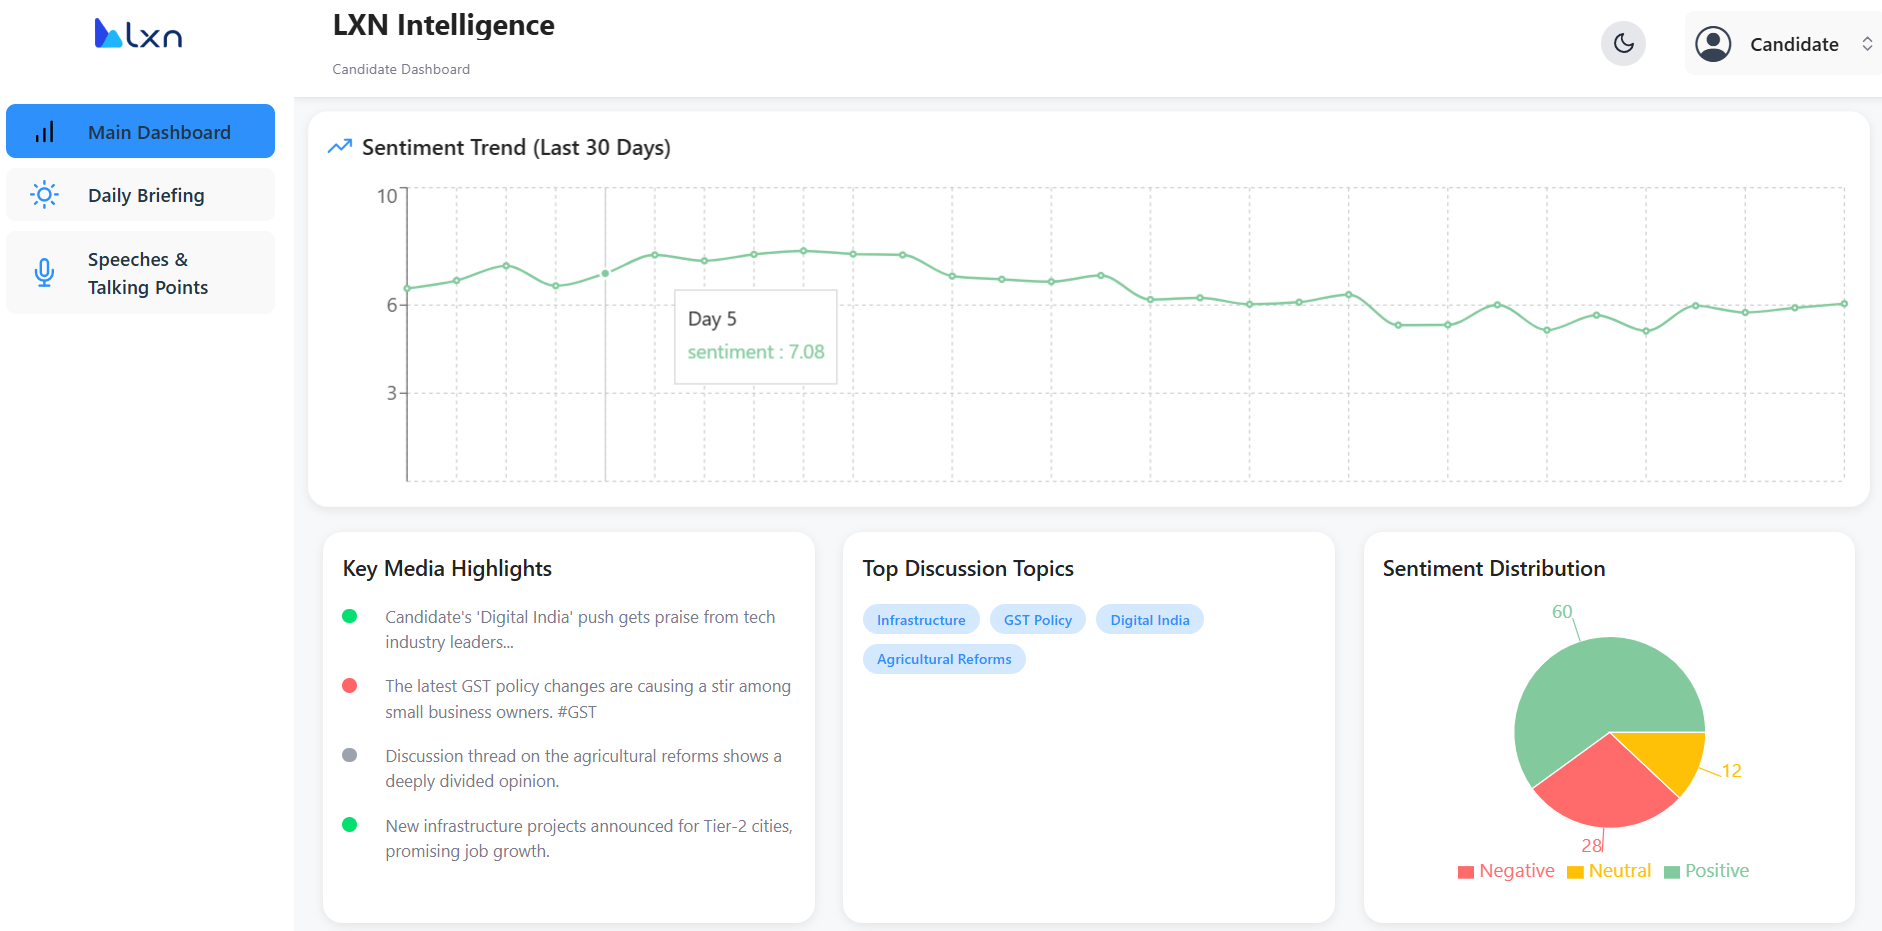 lxn
LXN Intelligence
Candidate Dashboard
Candidate
Main Dashboard
Daily Briefing
Speeches &
Talking Points
Sentiment Trend (Last 30 Days)
10
6
3
Day 5
sentiment : 7.08
Key Media Highlights
Candidate's 'Digital India' push gets praise from tech
industry leaders...
The latest GST policy changes are causing a stir among
small business owners. #GST
Discussion thread on the agricultural reforms shows a
deeply divided opinion.
New infrastructure projects announced for Tier-2 cities,
promising job growth.
Top Discussion Topics
Infrastructure GST Policy Digital India
Agricultural Reforms
Sentiment Distribution
60
12
28
Negative Neutral Positive